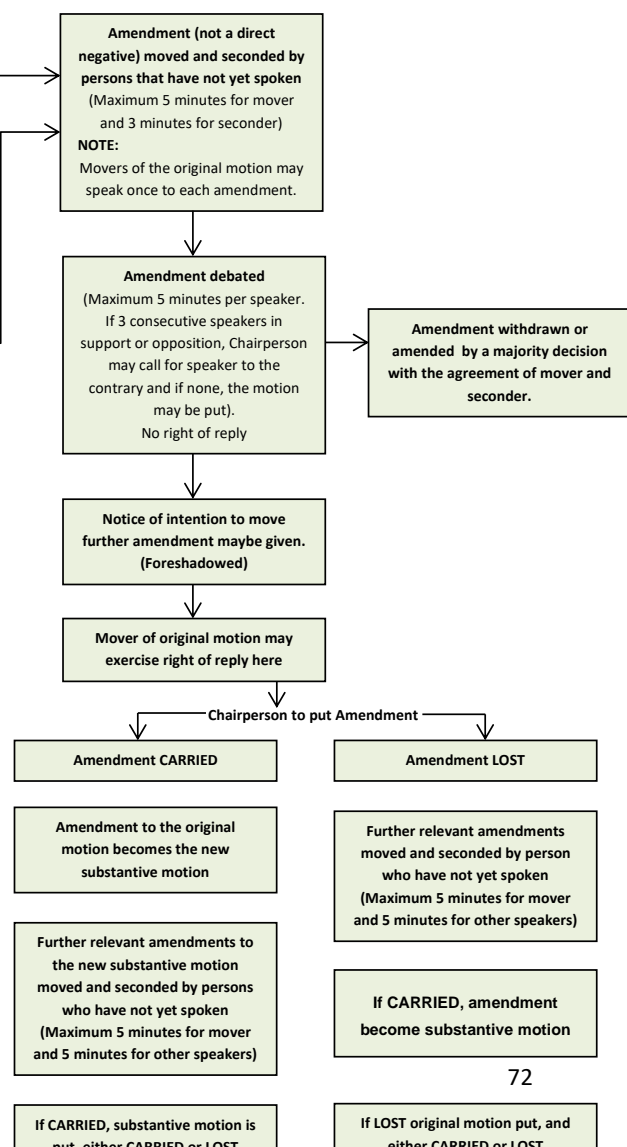 Amendment (not a direct
negative) moved and seconded by
persons that have not yet spoken
(Maximum 5 minutes for mover
and 3 minutes for seconder)
NOTE:
Movers of the original motion may
speak once to each amendment.
Amendment debated
(Maximum 5 minutes per speaker.
If 3 consecutive speakers in
support or opposition, Chairperson
may call for speaker to the
contrary and if none, the motion
may be put).
No right of reply
Amendment withdrawn or
amended by a majority decision
with the agreement of mover and
seconder.
Notice of intention to move
further amendment maybe given.
(Foreshadowed)
Mover of original motion may
exercise right of reply here
Chairperson to put Amendment
Amendment CARRIED
Amendment to the original
motion becomes the new
substantive motion
Further relevant amendments to
the new substantive motion
moved and seconded by persons
who have not yet spoken
(Maximum 5 minutes for mover
and 5 minutes for other speakers)
If CARRIED, substantive motion is
put, either CARRIED or LOST
Amendment LOST
Further relevant amendments
moved and seconded by person
who have not yet spoken
(Maximum 5 minutes for mover
and 5 minutes for other speakers)
If CARRIED, amendment
become substantive motion
72
If LOST original motion put, and
either CARRIED or LOST